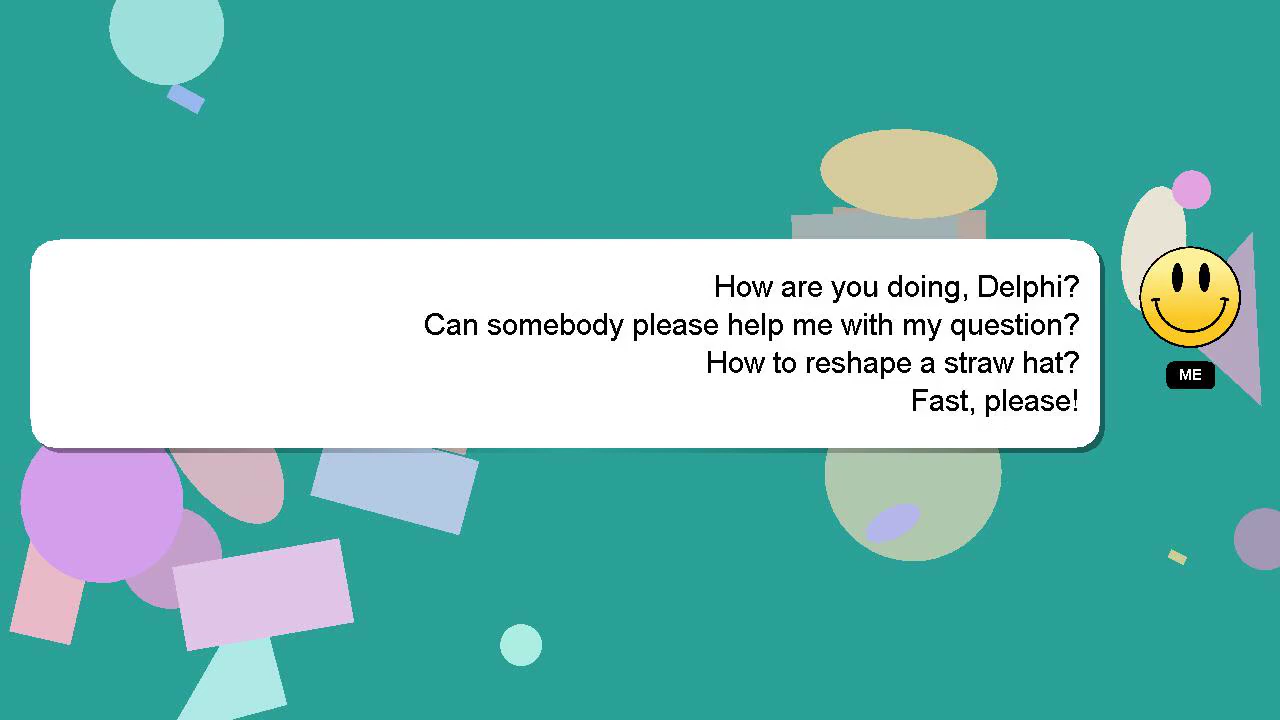 How are you doing, Delphi?
Can somebody please help me with my question?
How to reshape a straw hat?
Fast, please!
ME